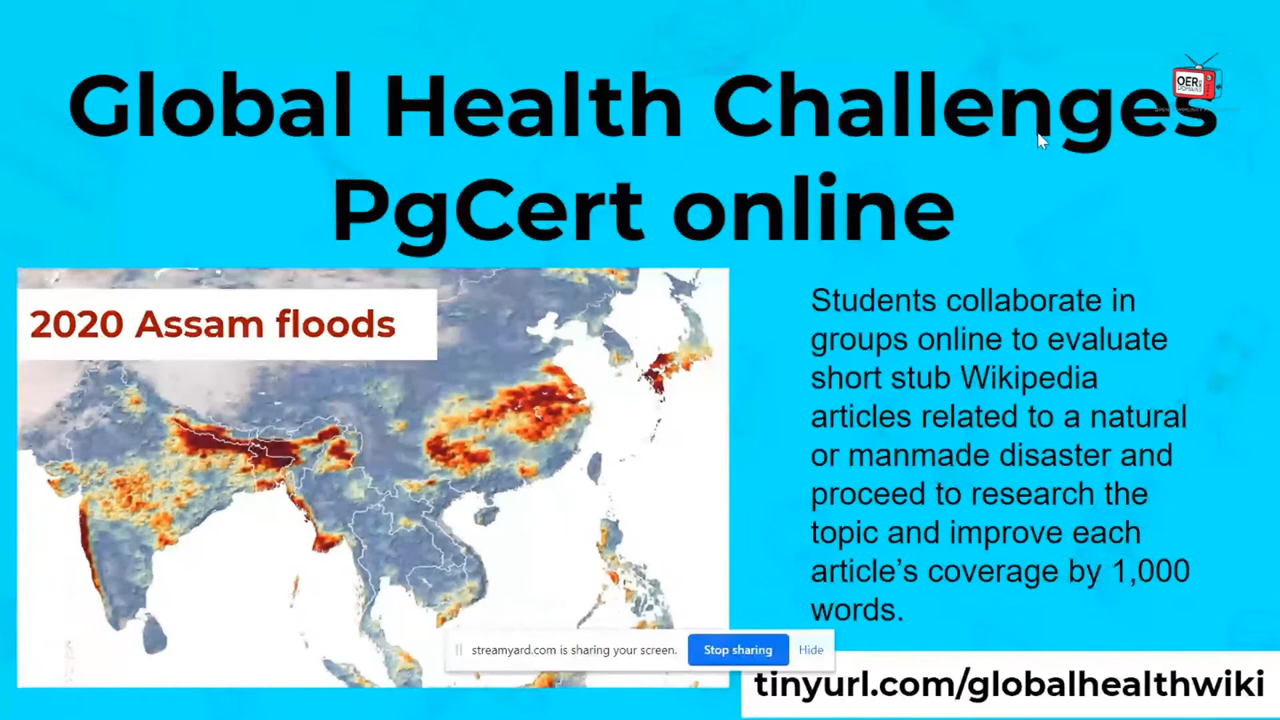 Global Health Challenges
PgCert online
OER
DOMAINS
2020 Assam floods
Students collaborate in
groups online to evaluate
short stub Wikipedia
articles related to a natural
or manmade disaster and
proceed to research the
topic and improve each
article's coverage by 1,000
words.
streamyard.com is sharing your screen.
Stop sharing
Hide
tinyurl.com/globalhealthwiki